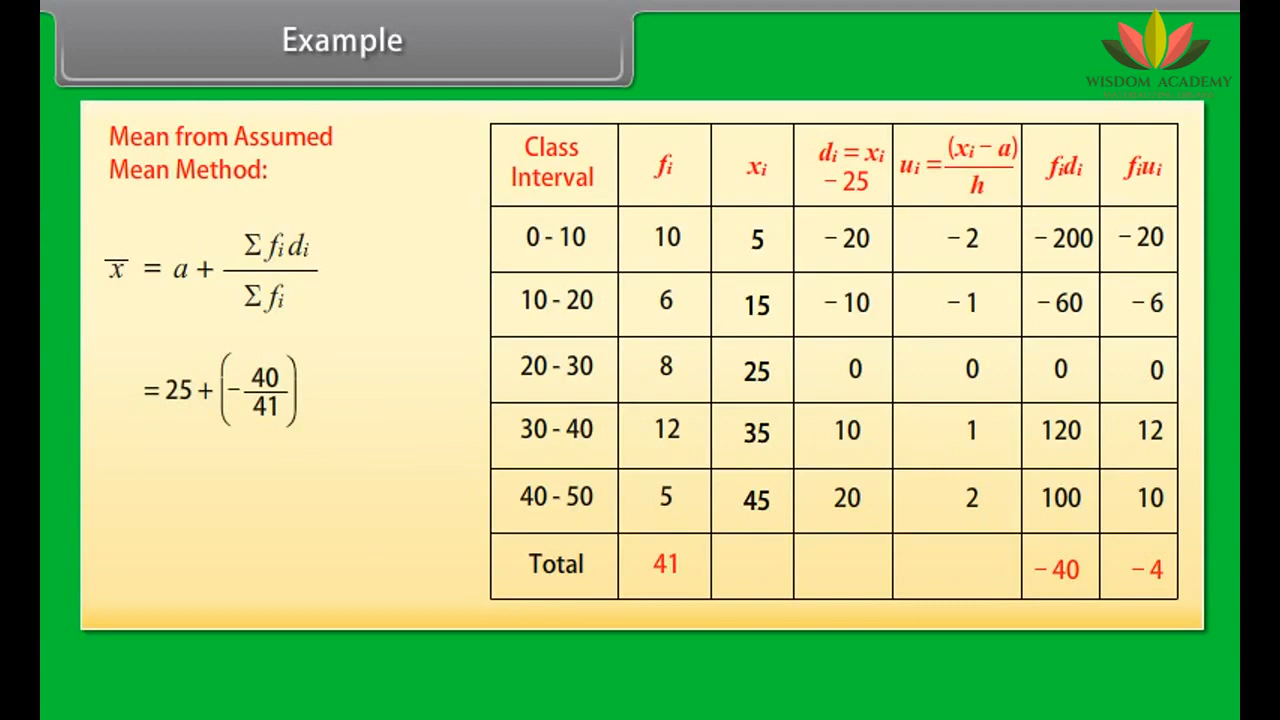 Example
WISDOM ACADEMY
Mean from Assumed
Mean Method:
x̅ = a + Σ fᵢ dᵢ / Σ fᵢ
= 25 + (− 40 / 41)
Class Interval fᵢ xᵢ dᵢ = xᵢ − 25 uᵢ = (xᵢ − a) / h fᵢdᵢ fᵢuᵢ
0 - 10 10 5 − 20 − 2 − 200 − 20
10 - 20 6 15 − 10 − 1 − 60 − 6
20 - 30 8 25 0 0 0 0
30 - 40 12 35 10 1 120 12
40 - 50 5 45 20 2 100 10
Total 41 − 40 − 4